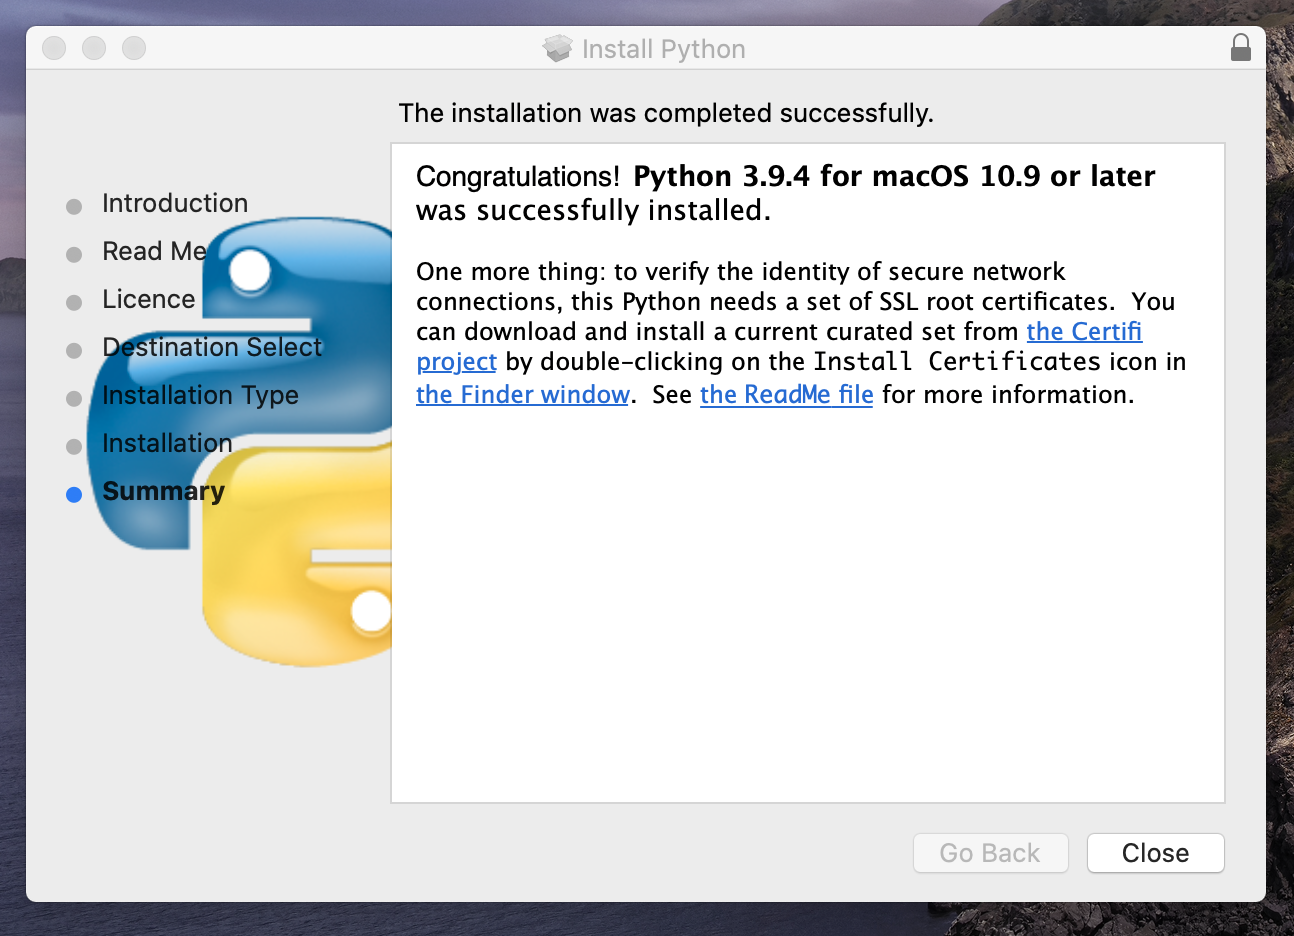 Install Python
The installation was completed successfully.
Introduction
Read Me
Licence
Destination Select
Installation Type
Installation
Summary
Congratulations! Python 3.9.4 for macOS 10.9 or later
was successfully installed.
One more thing: to verify the identity of secure network
connections, this Python needs a set of SSL root certificates. You
can download and install a current curated set from the Certifi
project by double-clicking on the Install Certificates icon in
the Finder window. See the ReadMe file for more information.
Go Back
Close